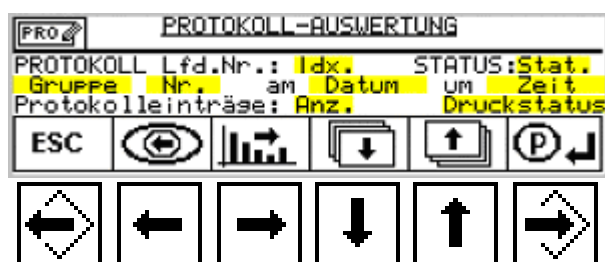 PRO PROTOKOLL-AUSWERTUNG
PROTOKOLL Lfd.Nr.: Idx. STATUS:Stat.
Gruppe Nr. am Datum um Zeit
Protokolleinträge: Anz. Druckstatus
ESC P